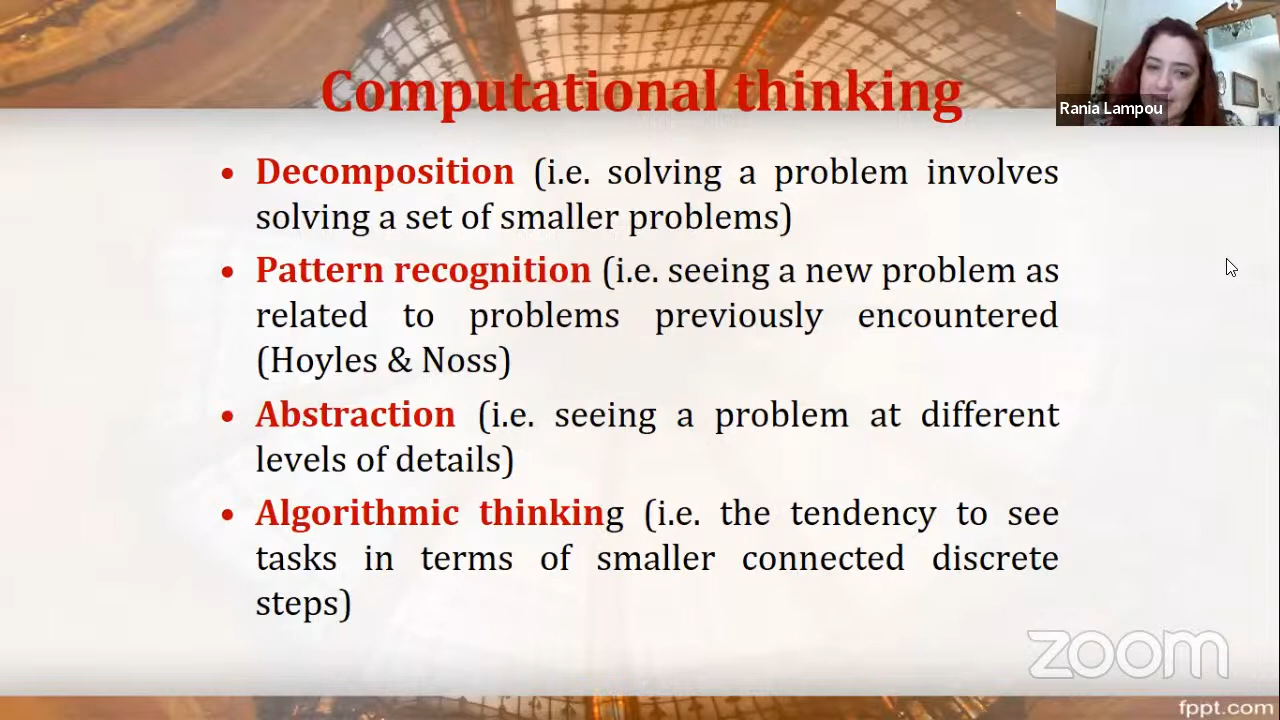 Computational thinking
Rania Lampou
• Decomposition (i.e. solving a problem involves
solving a set of smaller problems)
• Pattern recognition (i.e. seeing a new problem as
related to problems previously encountered
(Hoyles & Noss)
• Abstraction (i.e. seeing a problem at different
levels of details)
• Algorithmic thinking (i.e. the tendency to see
tasks in terms of smaller connected discrete
steps)
zoom
fppt.com